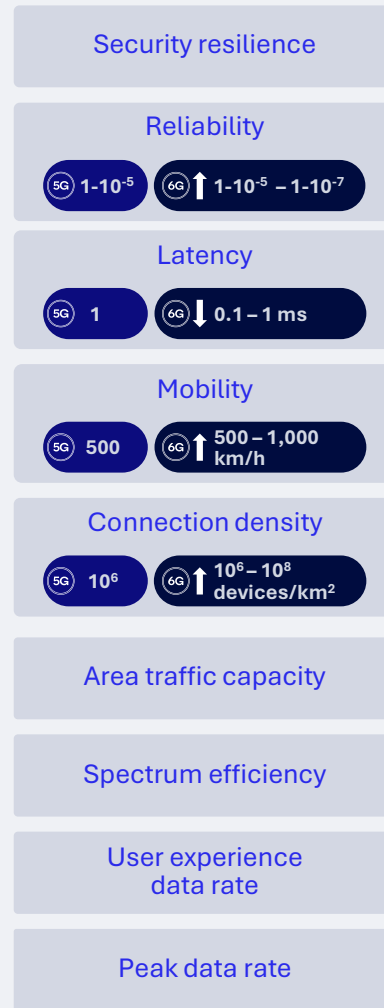 Security resilience
Reliability
5G 1-10⁻⁵ 6G 1-10⁻⁵ – 1-10⁻⁷
Latency
5G 1 6G 0.1 – 1 ms
Mobility
5G 500 6G 500 – 1,000
km/h
Connection density
5G 10⁶ 6G 10⁶ – 10⁸
devices/km²
Area traffic capacity
Spectrum efficiency
User experience
data rate
Peak data rate